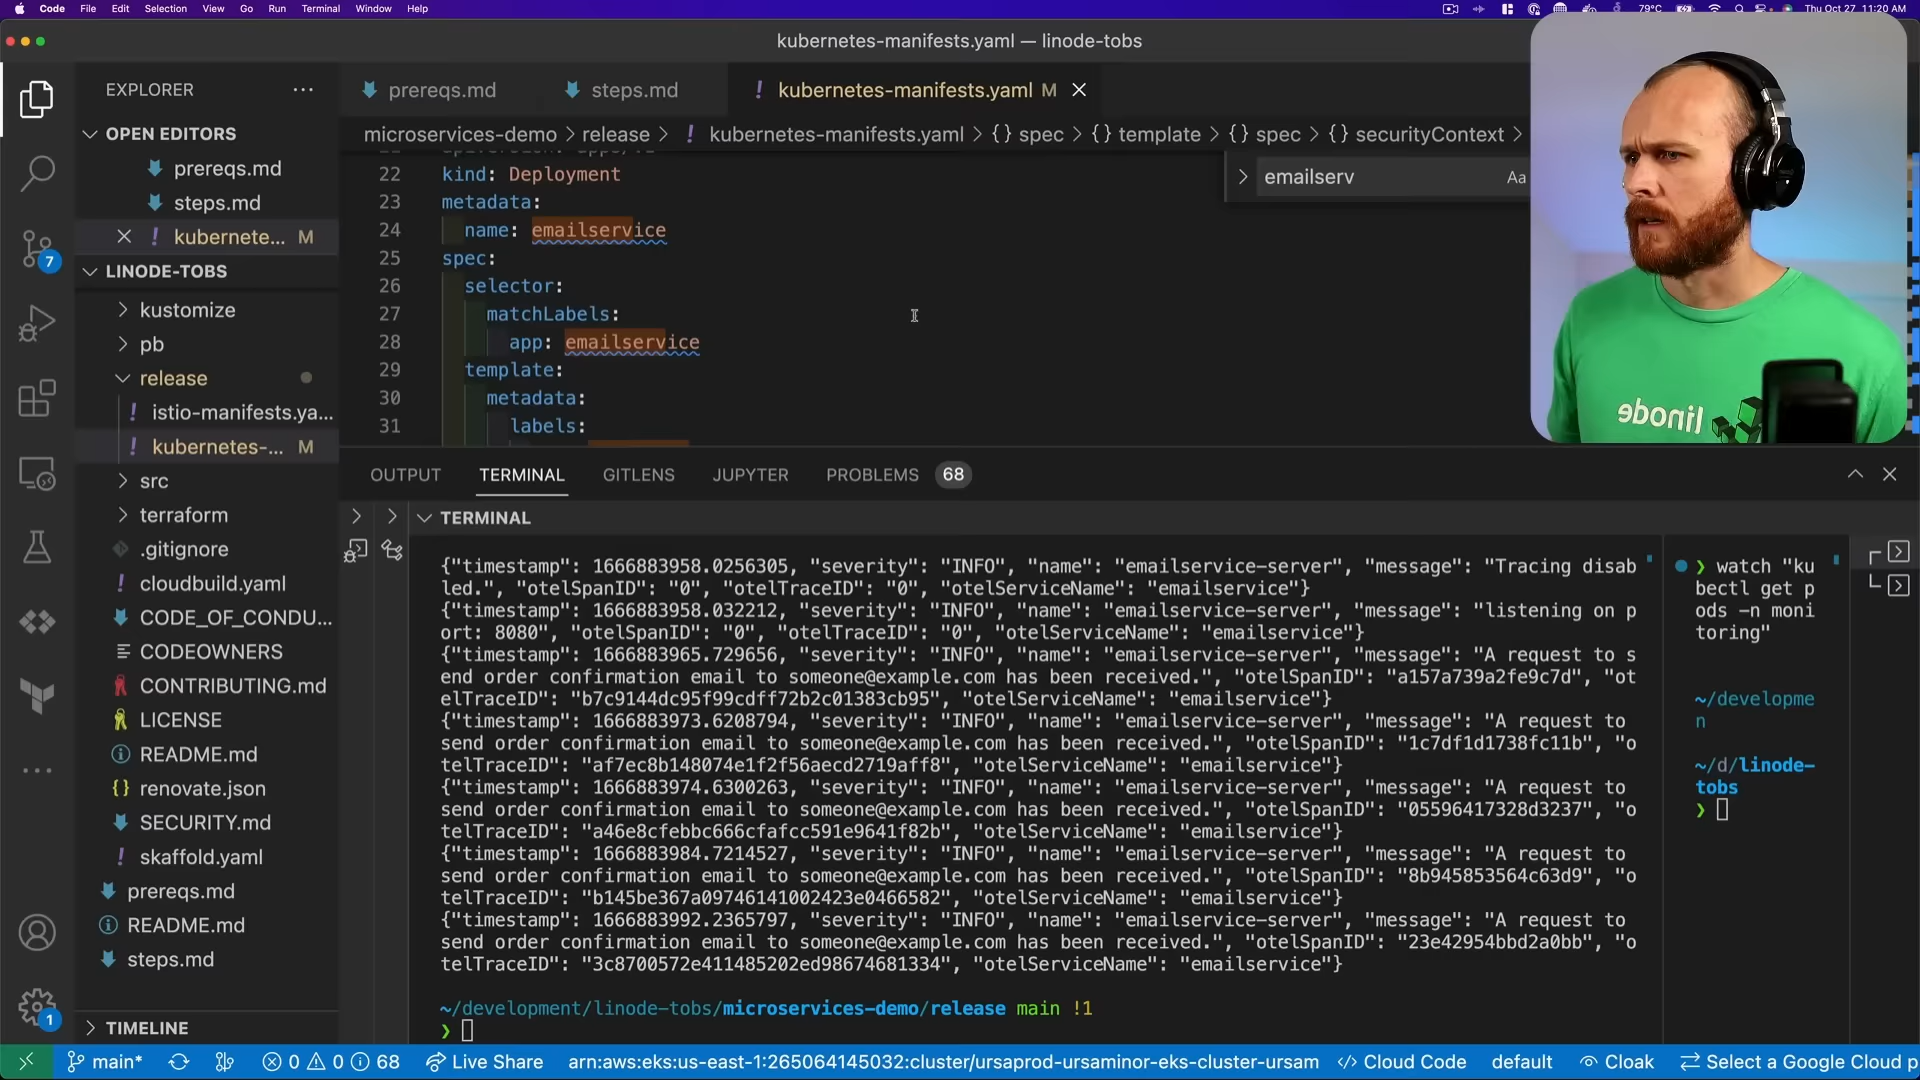 Code File Edit Selection View Go Run Terminal Window Help
79°C Thu Oct 27 11:20 AM
kubernetes-manifests.yaml — linode-tobs
EXPLORER
OPEN EDITORS
prereqs.md
steps.md
kubernete... M
LINODE-TOBS
kustomize
pb
release
istio-manifests.ya...
kubernetes-... M
src
terraform
.gitignore
cloudbuild.yaml
CODE_OF_CONDU...
CODEOWNERS
CONTRIBUTING.md
LICENSE
README.md
renovate.json
SECURITY.md
skaffold.yaml
prereqs.md
README.md
steps.md
TIMELINE
7
1
prereqs.md steps.md kubernetes-manifests.yaml M
microservices-demo > release > kubernetes-manifests.yaml > {} spec > {} template > {} spec > {} securityContext >
emailserv Aa
22 kind: Deployment
23 metadata:
24 name: emailservice
25 spec:
26 selector:
27 matchLabels:
28 app: emailservice
29 template:
30 metadata:
31 labels:
linode
OUTPUT TERMINAL GITLENS JUPYTER PROBLEMS 68
TERMINAL
{"timestamp": 1666883958.0256305, "severity": "INFO", "name": "emailservice-server", "message": "Tracing disab
led.", "otelSpanID": "0", "otelTraceID": "0", "otelServiceName": "emailservice"}
{"timestamp": 1666883958.032212, "severity": "INFO", "name": "emailservice-server", "message": "listening on p
ort: 8080", "otelSpanID": "0", "otelTraceID": "0", "otelServiceName": "emailservice"}
{"timestamp": 1666883965.729656, "severity": "INFO", "name": "emailservice-server", "message": "A request to s
end order confirmation email to someone@example.com has been received.", "otelSpanID": "a157a739a2fe9c7d", "ot
elTraceID": "b7c9144dc95f99cdff72b2c01383cb95", "otelServiceName": "emailservice"}
{"timestamp": 1666883973.6208794, "severity": "INFO", "name": "emailservice-server", "message": "A request to
send order confirmation email to someone@example.com has been received.", "otelSpanID": "1c7df1d1738fc11b", "o
telTraceID": "af7ec8b148074e1f2f56aecd2719aff8", "otelServiceName": "emailservice"}
{"timestamp": 1666883974.6300263, "severity": "INFO", "name": "emailservice-server", "message": "A request to
send order confirmation email to someone@example.com has been received.", "otelSpanID": "05596417328d3237", "o
telTraceID": "a46e8cfebbc666cfafcc591e9641f82b", "otelServiceName": "emailservice"}
{"timestamp": 1666883984.7214527, "severity": "INFO", "name": "emailservice-server", "message": "A request to
send order confirmation email to someone@example.com has been received.", "otelSpanID": "8b945853564c63d9", "o
telTraceID": "b145be367a09746141002423e0466582", "otelServiceName": "emailservice"}
{"timestamp": 1666883992.2365797, "severity": "INFO", "name": "emailservice-server", "message": "A request to
send order confirmation email to someone@example.com has been received.", "otelSpanID": "23e42954bbd2a0bb", "o
telTraceID": "3c8700572e411485202ed98674681334", "otelServiceName": "emailservice"}
~/development/linode-tobs/microservices-demo/release main !1
❯
❯ watch "ku
bectl get p
ods -n moni
toring"
~/developme
n
~/d/linode-
tobs
❯
main* 0 0 68 Live Share arn:aws:eks:us-east-1:265064145032:cluster/ursaprod-ursaminor-eks-cluster-ursam Cloud Code default Cloak Select a Google Cloud p